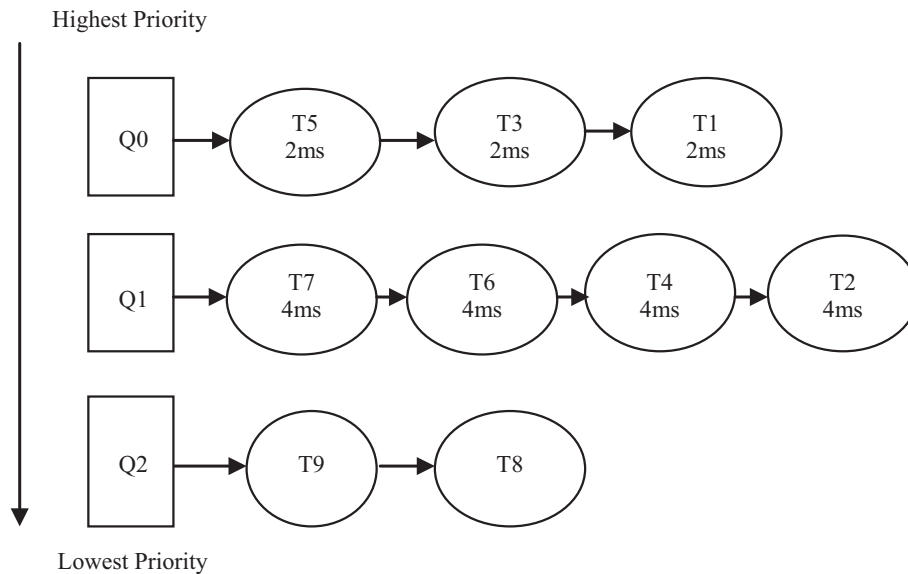 Highest Priority
Q0
T5
2ms
T3
2ms
T1
2ms
Q1
T7
4ms
T6
4ms
T4
4ms
T2
4ms
Q2
T9
T8
Lowest Priority